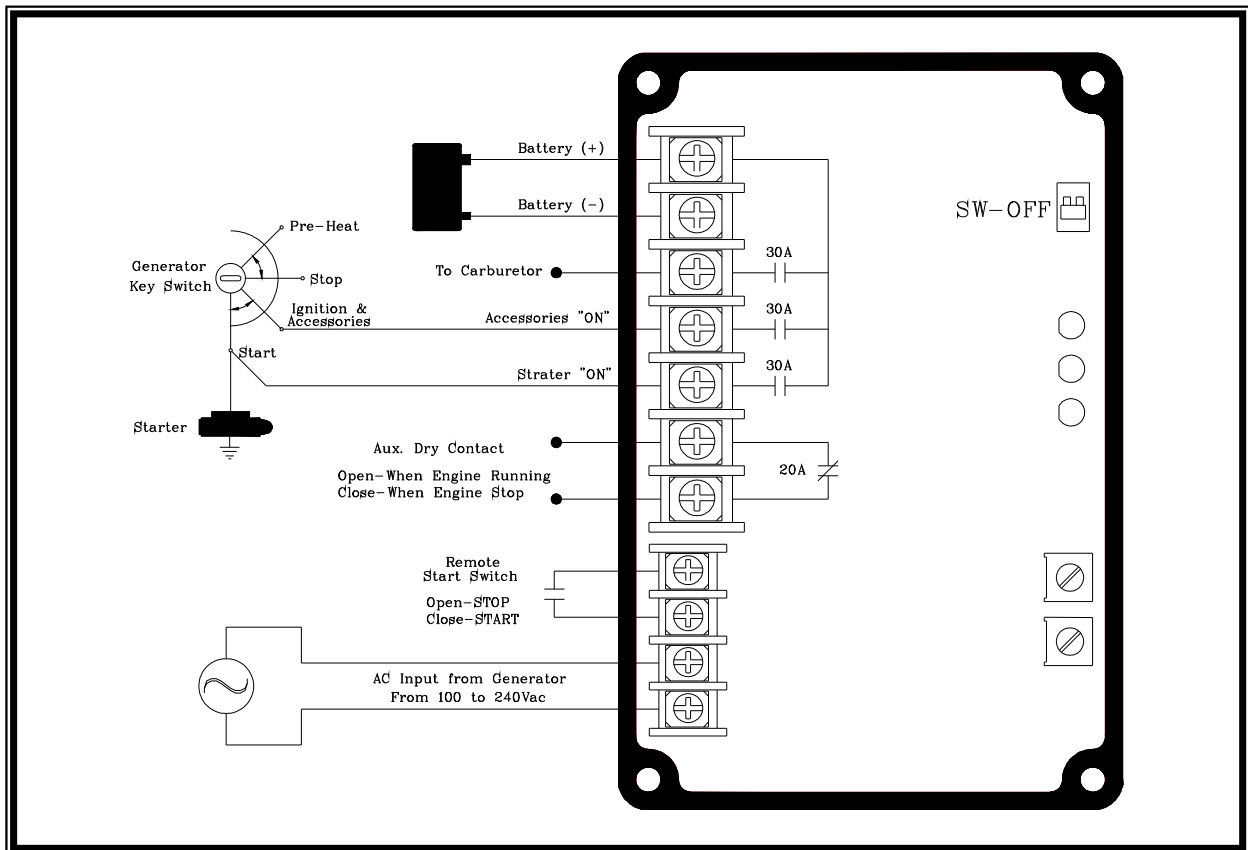 Battery (+)
Battery (-)
SW-OFF
Pre-Heat
Generator
Key Switch
Stop
To Carburetor
30A
Ignition &
Accessories
Accessories "ON"
30A
Start
Strater "ON"
30A
Starter
Aux. Dry Contact
Open-When Engine Running
Close-When Engine Stop
20A
Remote
Start Switch
Open-STOP
Close-START
AC Input from Generator
From 100 to 240Vac